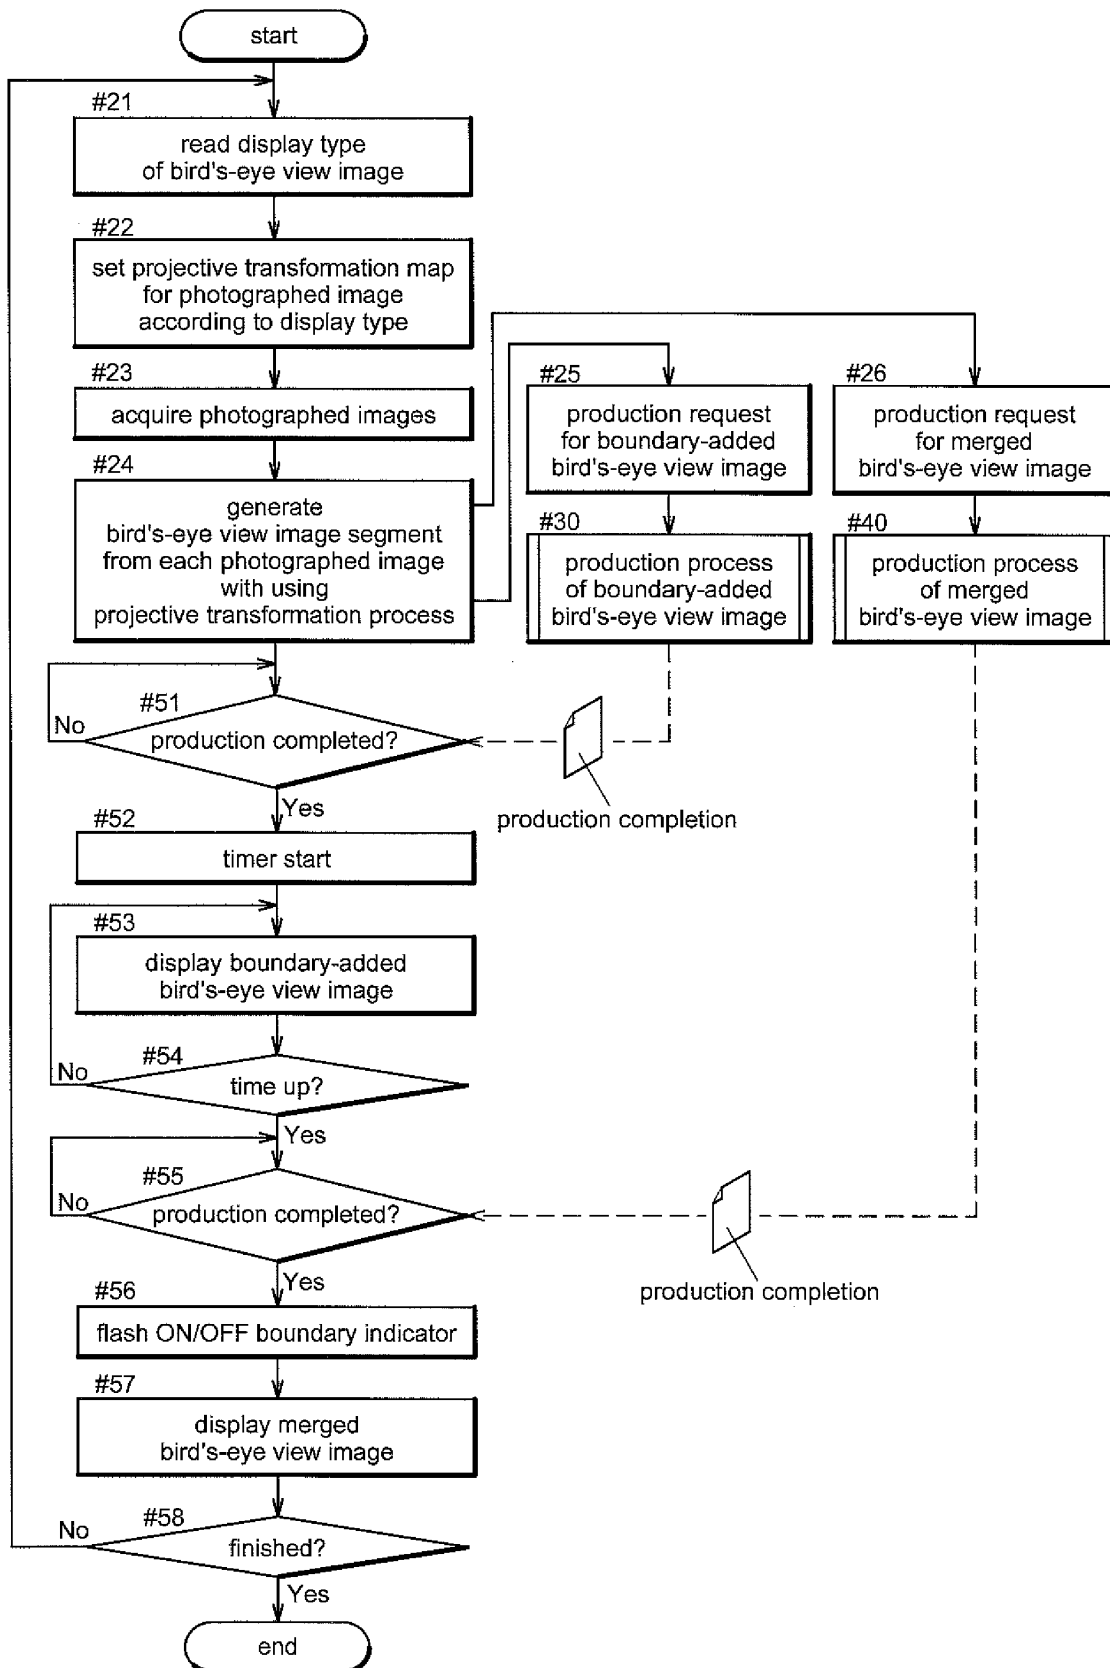 start
#21
read display type
of bird's-eye view image
#22
set projective transformation map
for photographed image
according to display type
#23
acquire photographed images
#24
generate
bird's-eye view image segment
from each photographed image
with using
projective transformation process
#25
production request
for boundary-added
bird's-eye view image
#26
production request
for merged
bird's-eye view image
#30
production process
of boundary-added
bird's-eye view image
#40
production process
of merged
bird's-eye view image
#51
No
production completed?
Yes
production completion
#52
timer start
#53
display boundary-added
bird's-eye view image
#54
No
time up?
Yes
#55
No
production completed?
Yes
production completion
#56
flash ON/OFF boundary indicator
#57
display merged
bird's-eye view image
#58
No
finished?
Yes
end